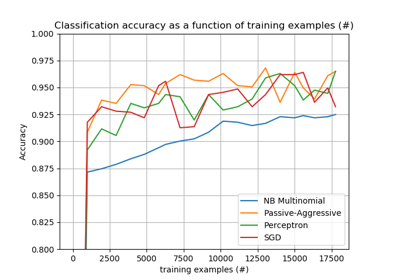 Classification accuracy as a function of training examples (#)
1.000
0.975
0.950
0.925
0.900
0.875
0.850
0.825
0.800
Accuracy
NB Multinomial
Passive-Aggressive
Perceptron
SGD
0 2500 5000 7500 10000 12500 15000 17500
training examples (#)